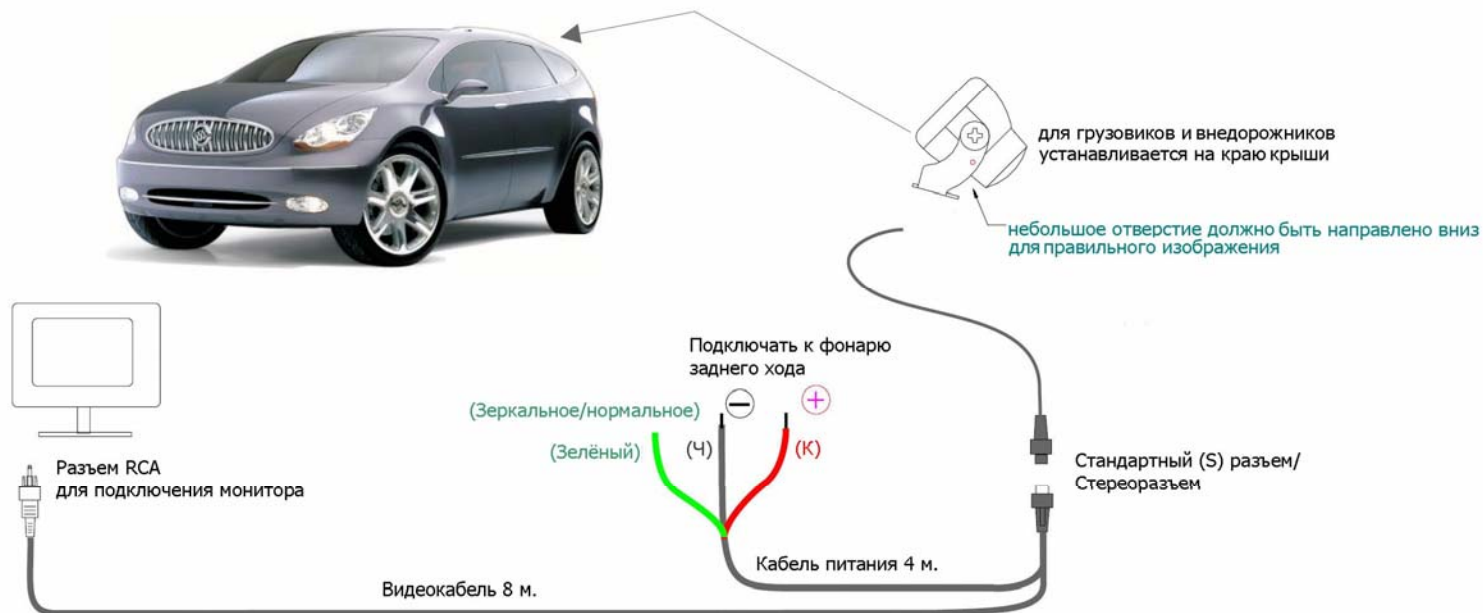 для грузовиков и внедорожников
устанавливается на краю крыши
небольшое отверстие должно быть направлено вниз
для правильного изображения
Подключать к фонарю
заднего хода
(Зеркальное/нормальное)
(Зелёный)
(Ч)
(К)
Разъем RCA
для подключения монитора
Стандартный (S) разъем/
Стереоразъем
Кабель питания 4 м.
Видеокабель 8 м.